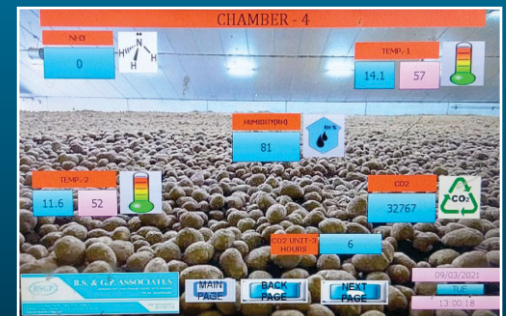 CHAMBER - 4
NH3
0
N
H H
H
TEMP.-1
14.1 57
HUMIDITY(RH)
81
RH %
TEMP.-2
11.6 52
CO2
32767
CO₂
CO2 UNIT-3
HOURS
6
B.S. & G.F. ASSOCIATES
MAIN
PAGE
BACK
PAGE
NEXT
PAGE
09/03/2021
TUE
13:00:18